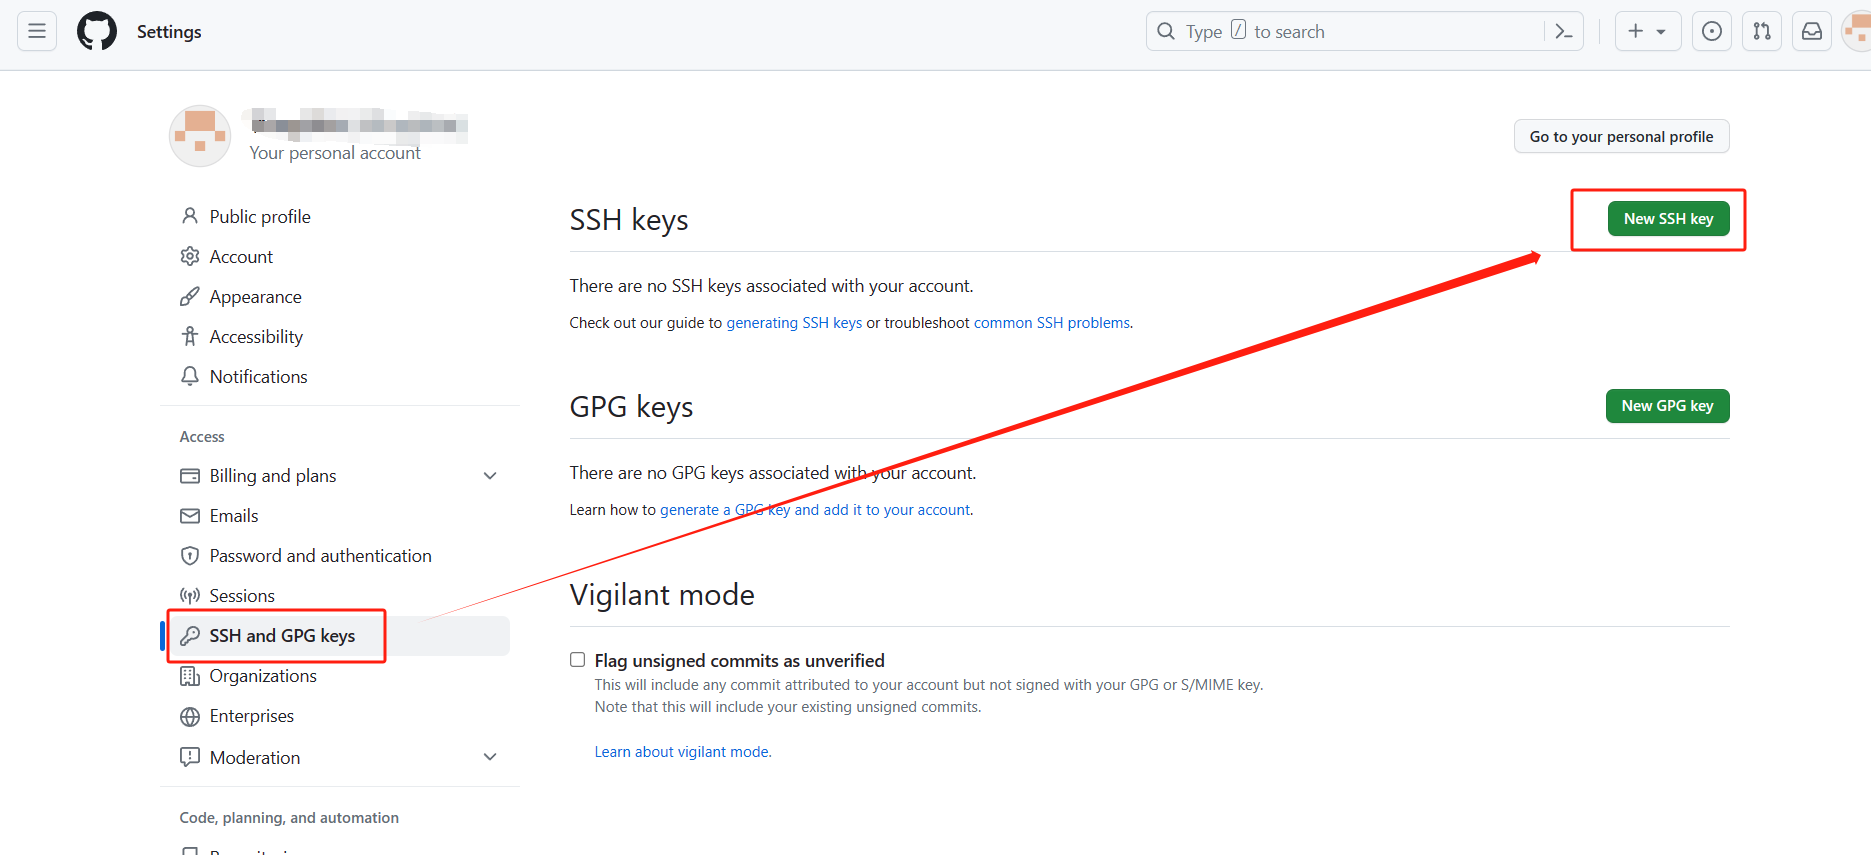 Settings
Type / to search
Your personal account
Go to your personal profile
Public profile
Account
Appearance
Accessibility
Notifications
Access
Billing and plans
Emails
Password and authentication
Sessions
SSH and GPG keys
Organizations
Enterprises
Moderation
Code, planning, and automation
SSH keys
New SSH key
There are no SSH keys associated with your account.
Check out our guide to generating SSH keys or troubleshoot common SSH problems.
GPG keys
New GPG key
There are no GPG keys associated with your account.
Learn how to generate a GPG key and add it to your account.
Vigilant mode
Flag unsigned commits as unverified
This will include any commit attributed to your account but not signed with your GPG or S/MIME key.
Note that this will include your existing unsigned commits.
Learn about vigilant mode.